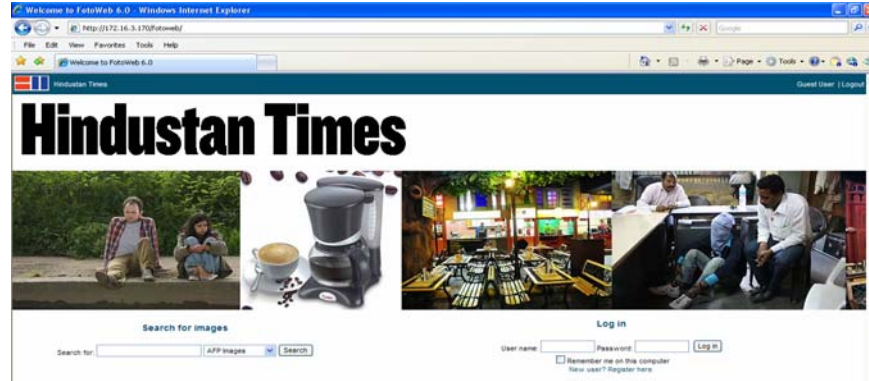 Welcome to FotoWeb 6.0 - Windows Internet Explorer
http://172.16.3.170/Fotoweb/
Google
File Edit View Favorites Tools Help
Welcome to FotoWeb 6.0
Page Tools
Hindustan Times
Guest User | Logout
Hindustan Times
Search for images
Search for: AFP Images Search
Log in
User name: Password: Log in
Remember me on this computer
New user? Register here.